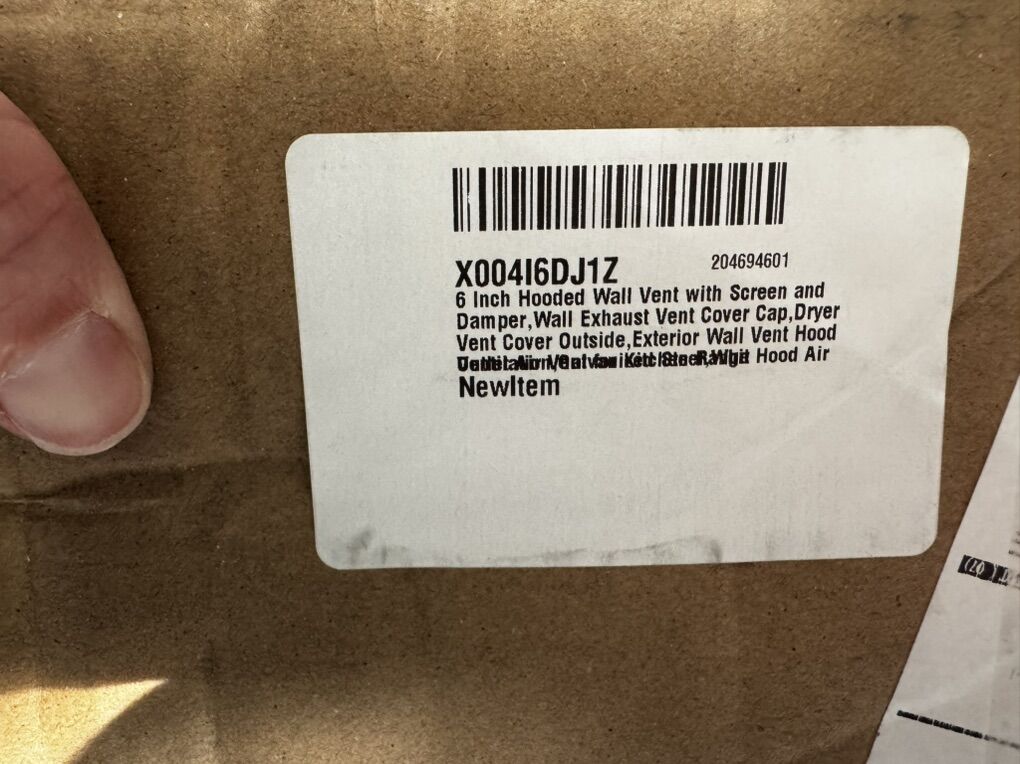 X004I6DJ1Z
204694601
6 Inch Hooded Wall Vent with Screen and
Damper,Wall Exhaust Vent Cover Cap,Dryer
Vent Cover Outside,Exterior Wall Vent Hood
Hood Air
NewItem